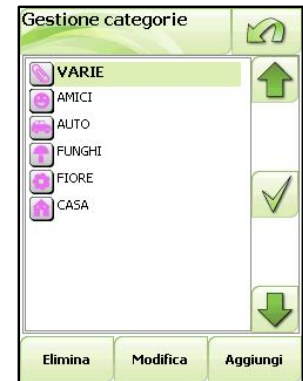 Gestione categorie
VARIE
AMICI
AUTO
FUNGHI
FIORE
CASA
Elimina Modifica Aggiungi